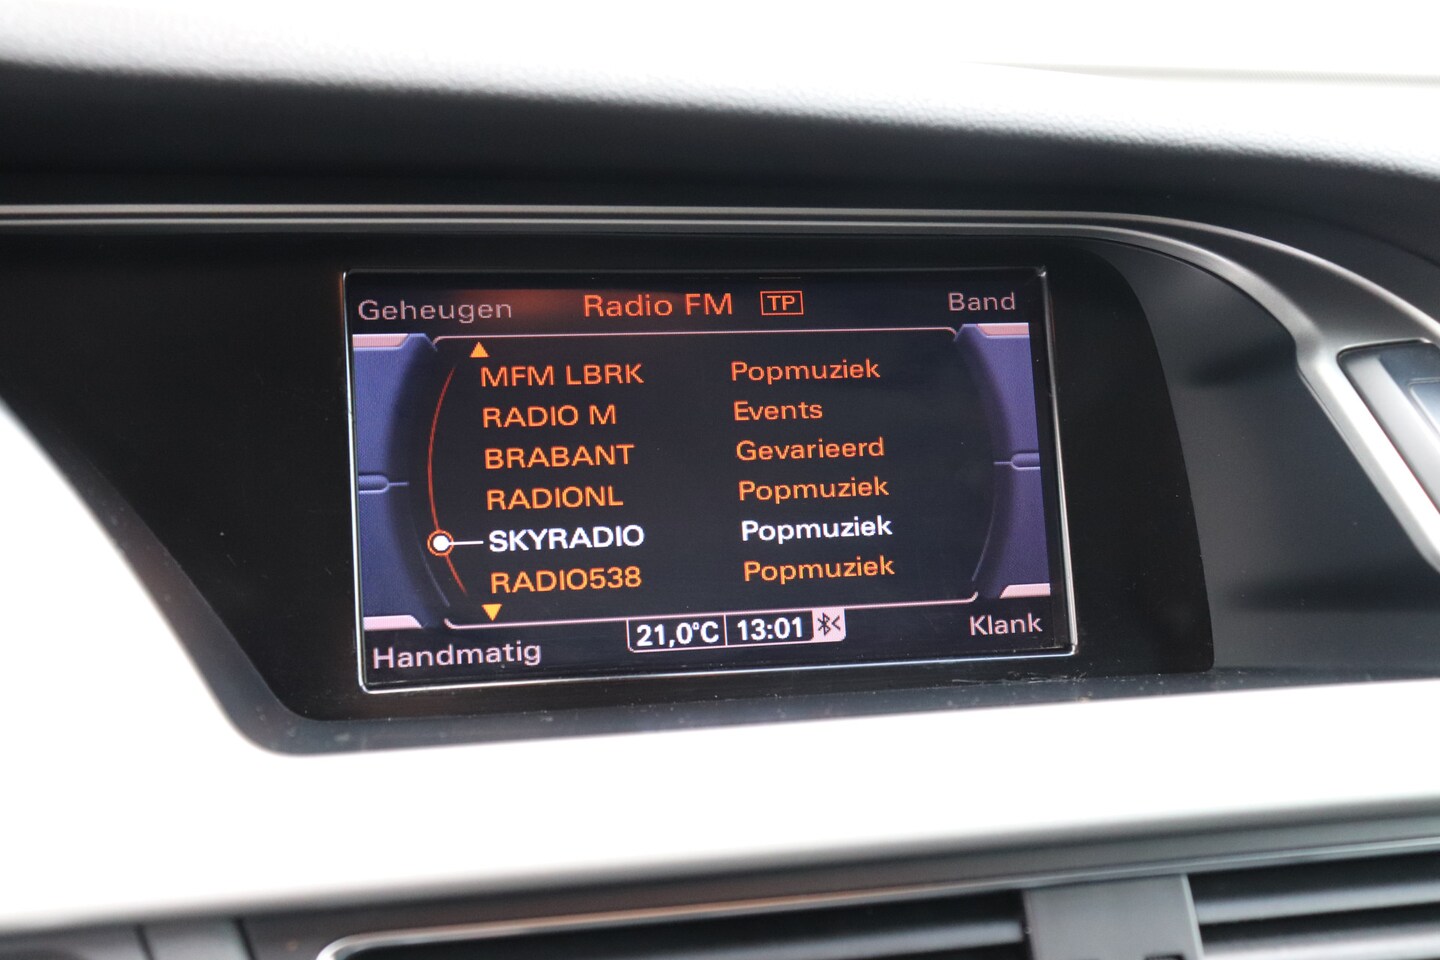 Geheugen Radio FM TP Band
MFM LBRK Popmuziek
RADIO M Events
BRABANT Gevarieerd
RADIONL Popmuziek
SKYRADIO Popmuziek
RADIO538 Popmuziek
Handmatig 21,0°C 13:01 Klank